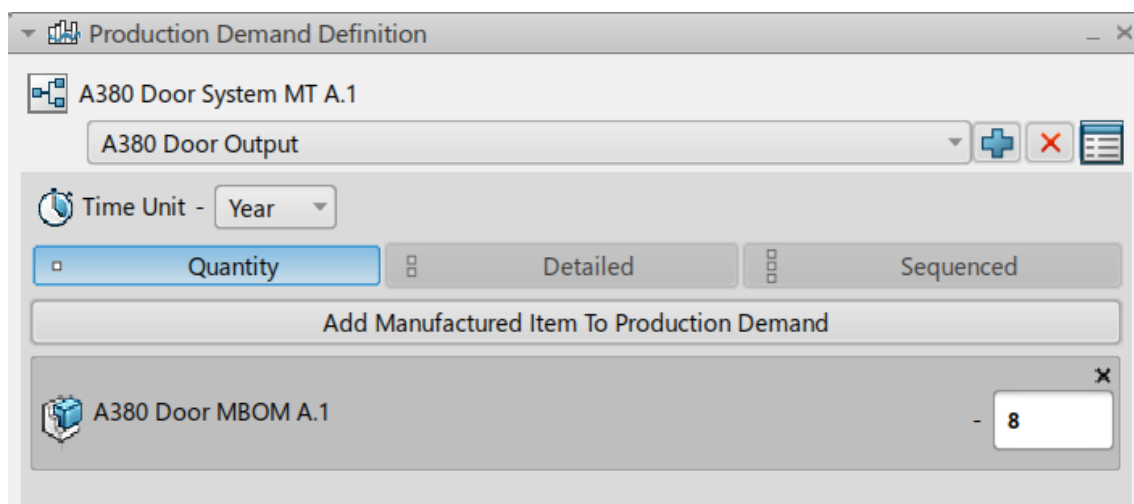 Production Demand Definition
A380 Door System MT A.1
A380 Door Output
Time Unit - Year
Quantity Detailed Sequenced
Add Manufactured Item To Production Demand
A380 Door MBOM A.1 - 8